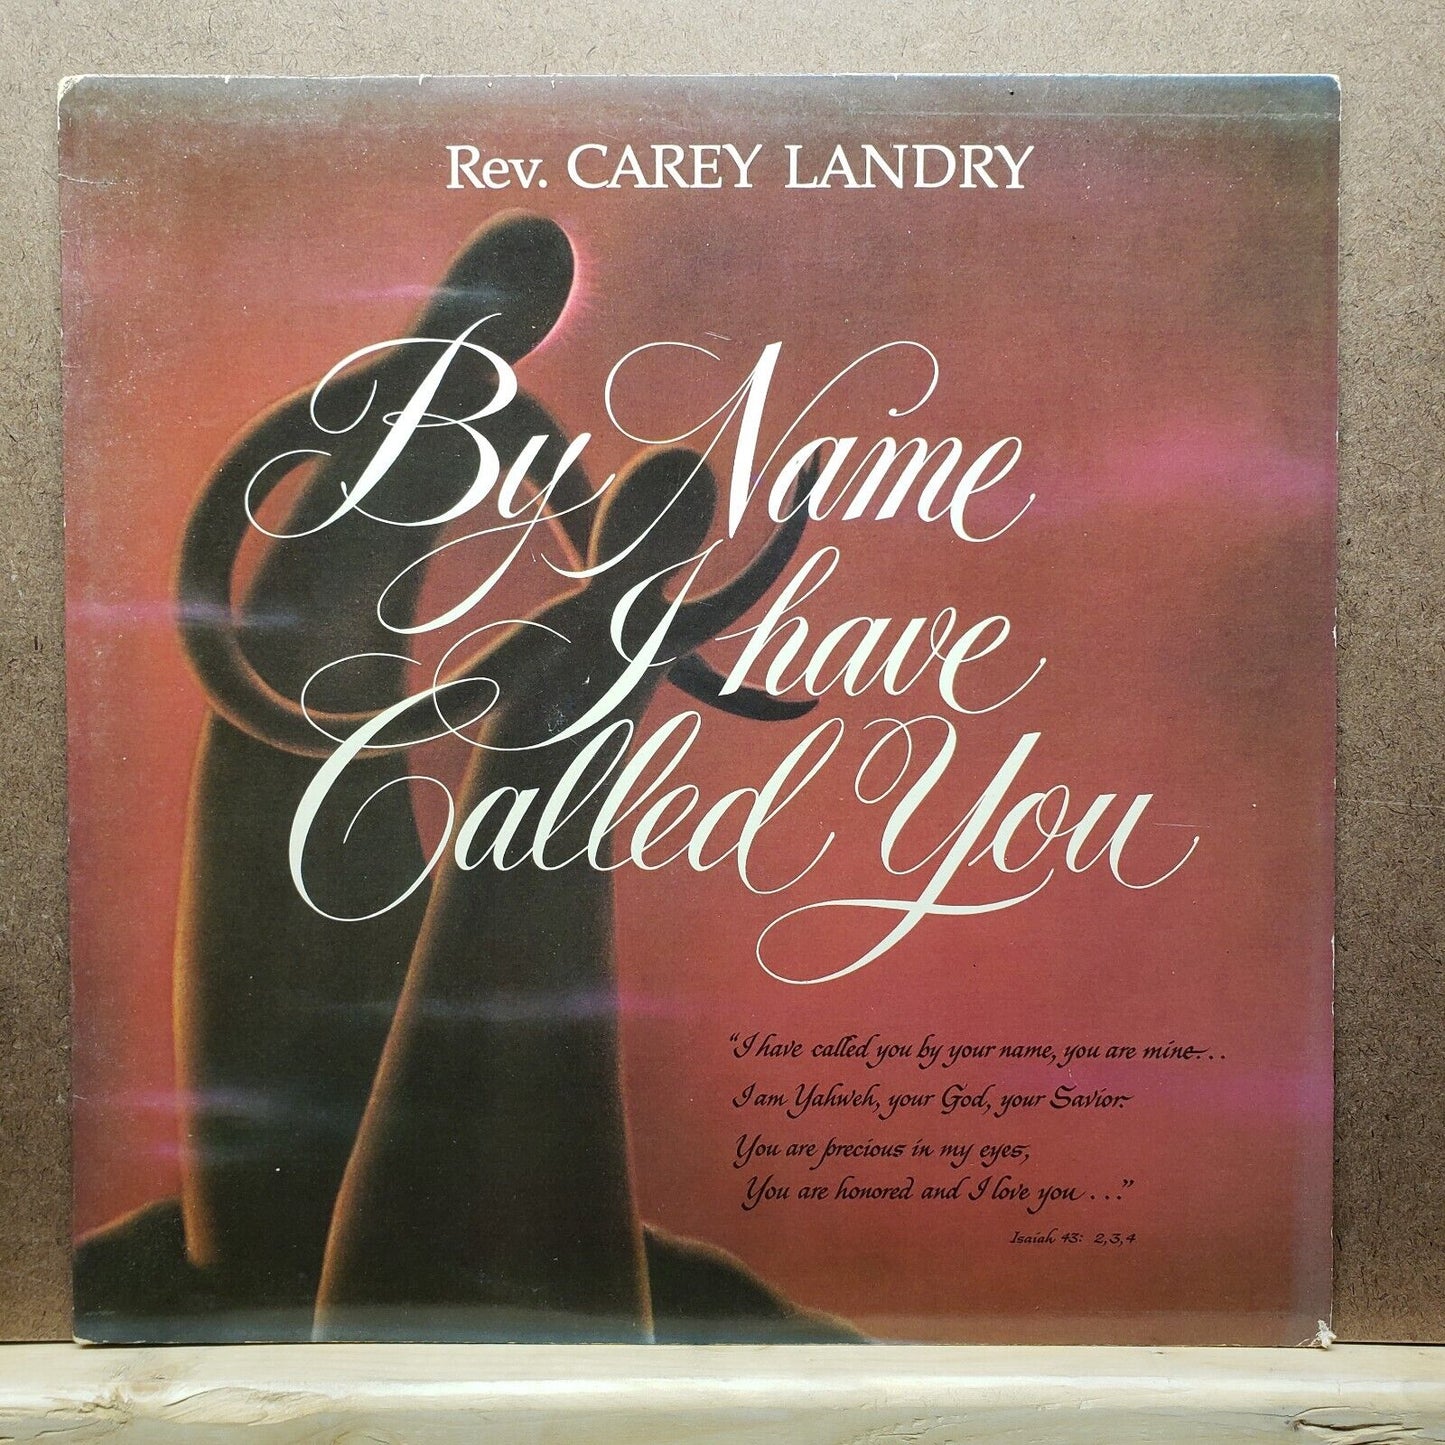 Rev. CAREY LANDRY
By Name
I have
Called You
"I have called you by your name, you are mine...
I am Yahweh, your God, your Savior.
You are precious in my eyes,
You are honored and I love you . . ."
Isaiah 43: 2,3,4